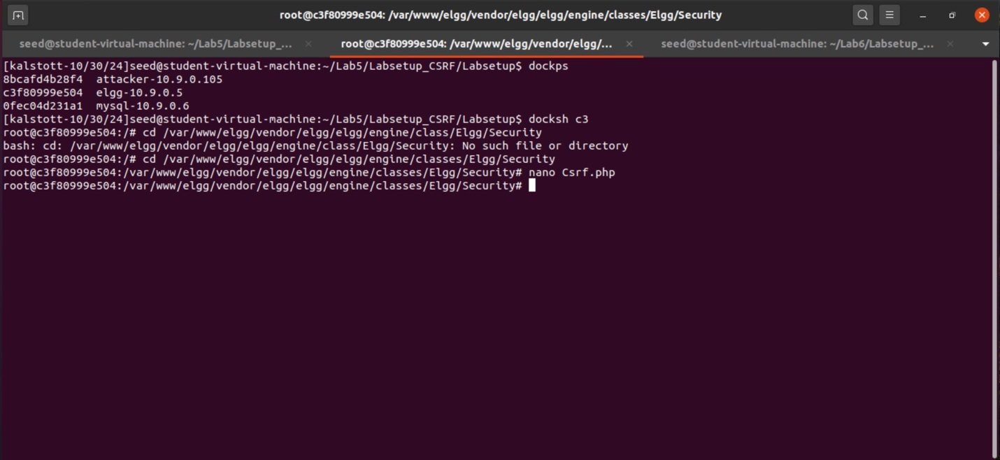 root@c3f80999e504: /var/www/elgg/vendor/elgg/elgg/engine/classes/Elgg/Security
seed@student-virtual-machine: ~/Lab5/Labsetup_...
root@c3f80999e504: /var/www/elgg/vendor/elgg/...
seed@student-virtual-machine: ~/Lab6/Labsetup_...
[kalstott-10/30/24]seed@student-virtual-machine:~/Lab5/Labsetup_CSRF/Labsetup$ dockps
8bcafd4b28f4  attacker-10.9.0.105
c3f80999e504  elgg-10.9.0.5
0fec04d231a1  mysql-10.9.0.6
[kalstott-10/30/24]seed@student-virtual-machine:~/Lab5/Labsetup_CSRF/Labsetup$ docksh c3
root@c3f80999e504:/# cd /var/www/elgg/vendor/elgg/elgg/engine/class/Elgg/Security
bash: cd: /var/www/elgg/vendor/elgg/elgg/engine/class/Elgg/Security: No such file or directory
root@c3f80999e504:/# cd /var/www/elgg/vendor/elgg/elgg/engine/classes/Elgg/Security
root@c3f80999e504:/var/www/elgg/vendor/elgg/elgg/engine/classes/Elgg/Security# nano Csrf.php
root@c3f80999e504:/var/www/elgg/vendor/elgg/elgg/engine/classes/Elgg/Security#